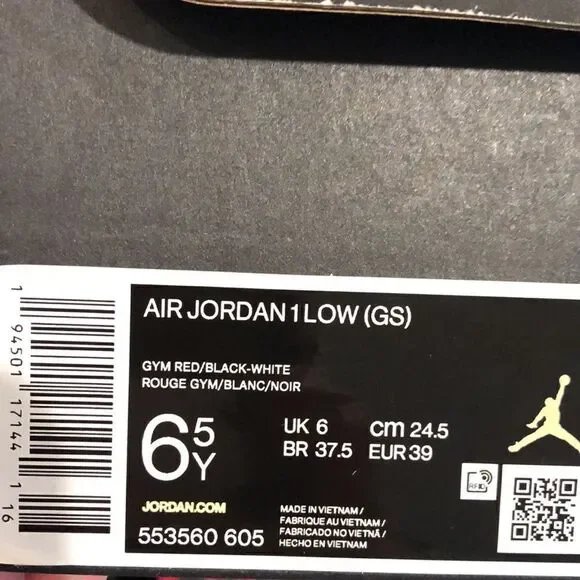 AIR JORDAN 1 LOW (GS)
GYM RED/BLACK-WHITE
ROUGE GYM/BLANC/NOIR
6.5Y
UK 6 cm 24.5
BR 37.5 EUR 39
RFID
JORDAN.COM
553560 605
MADE IN VIETNAM/
FABRIQUE AU VIETNAM/
FABRICADO NO VIETNÃ/
HECHO EN VIETNAM
1 94501 17144 1 16